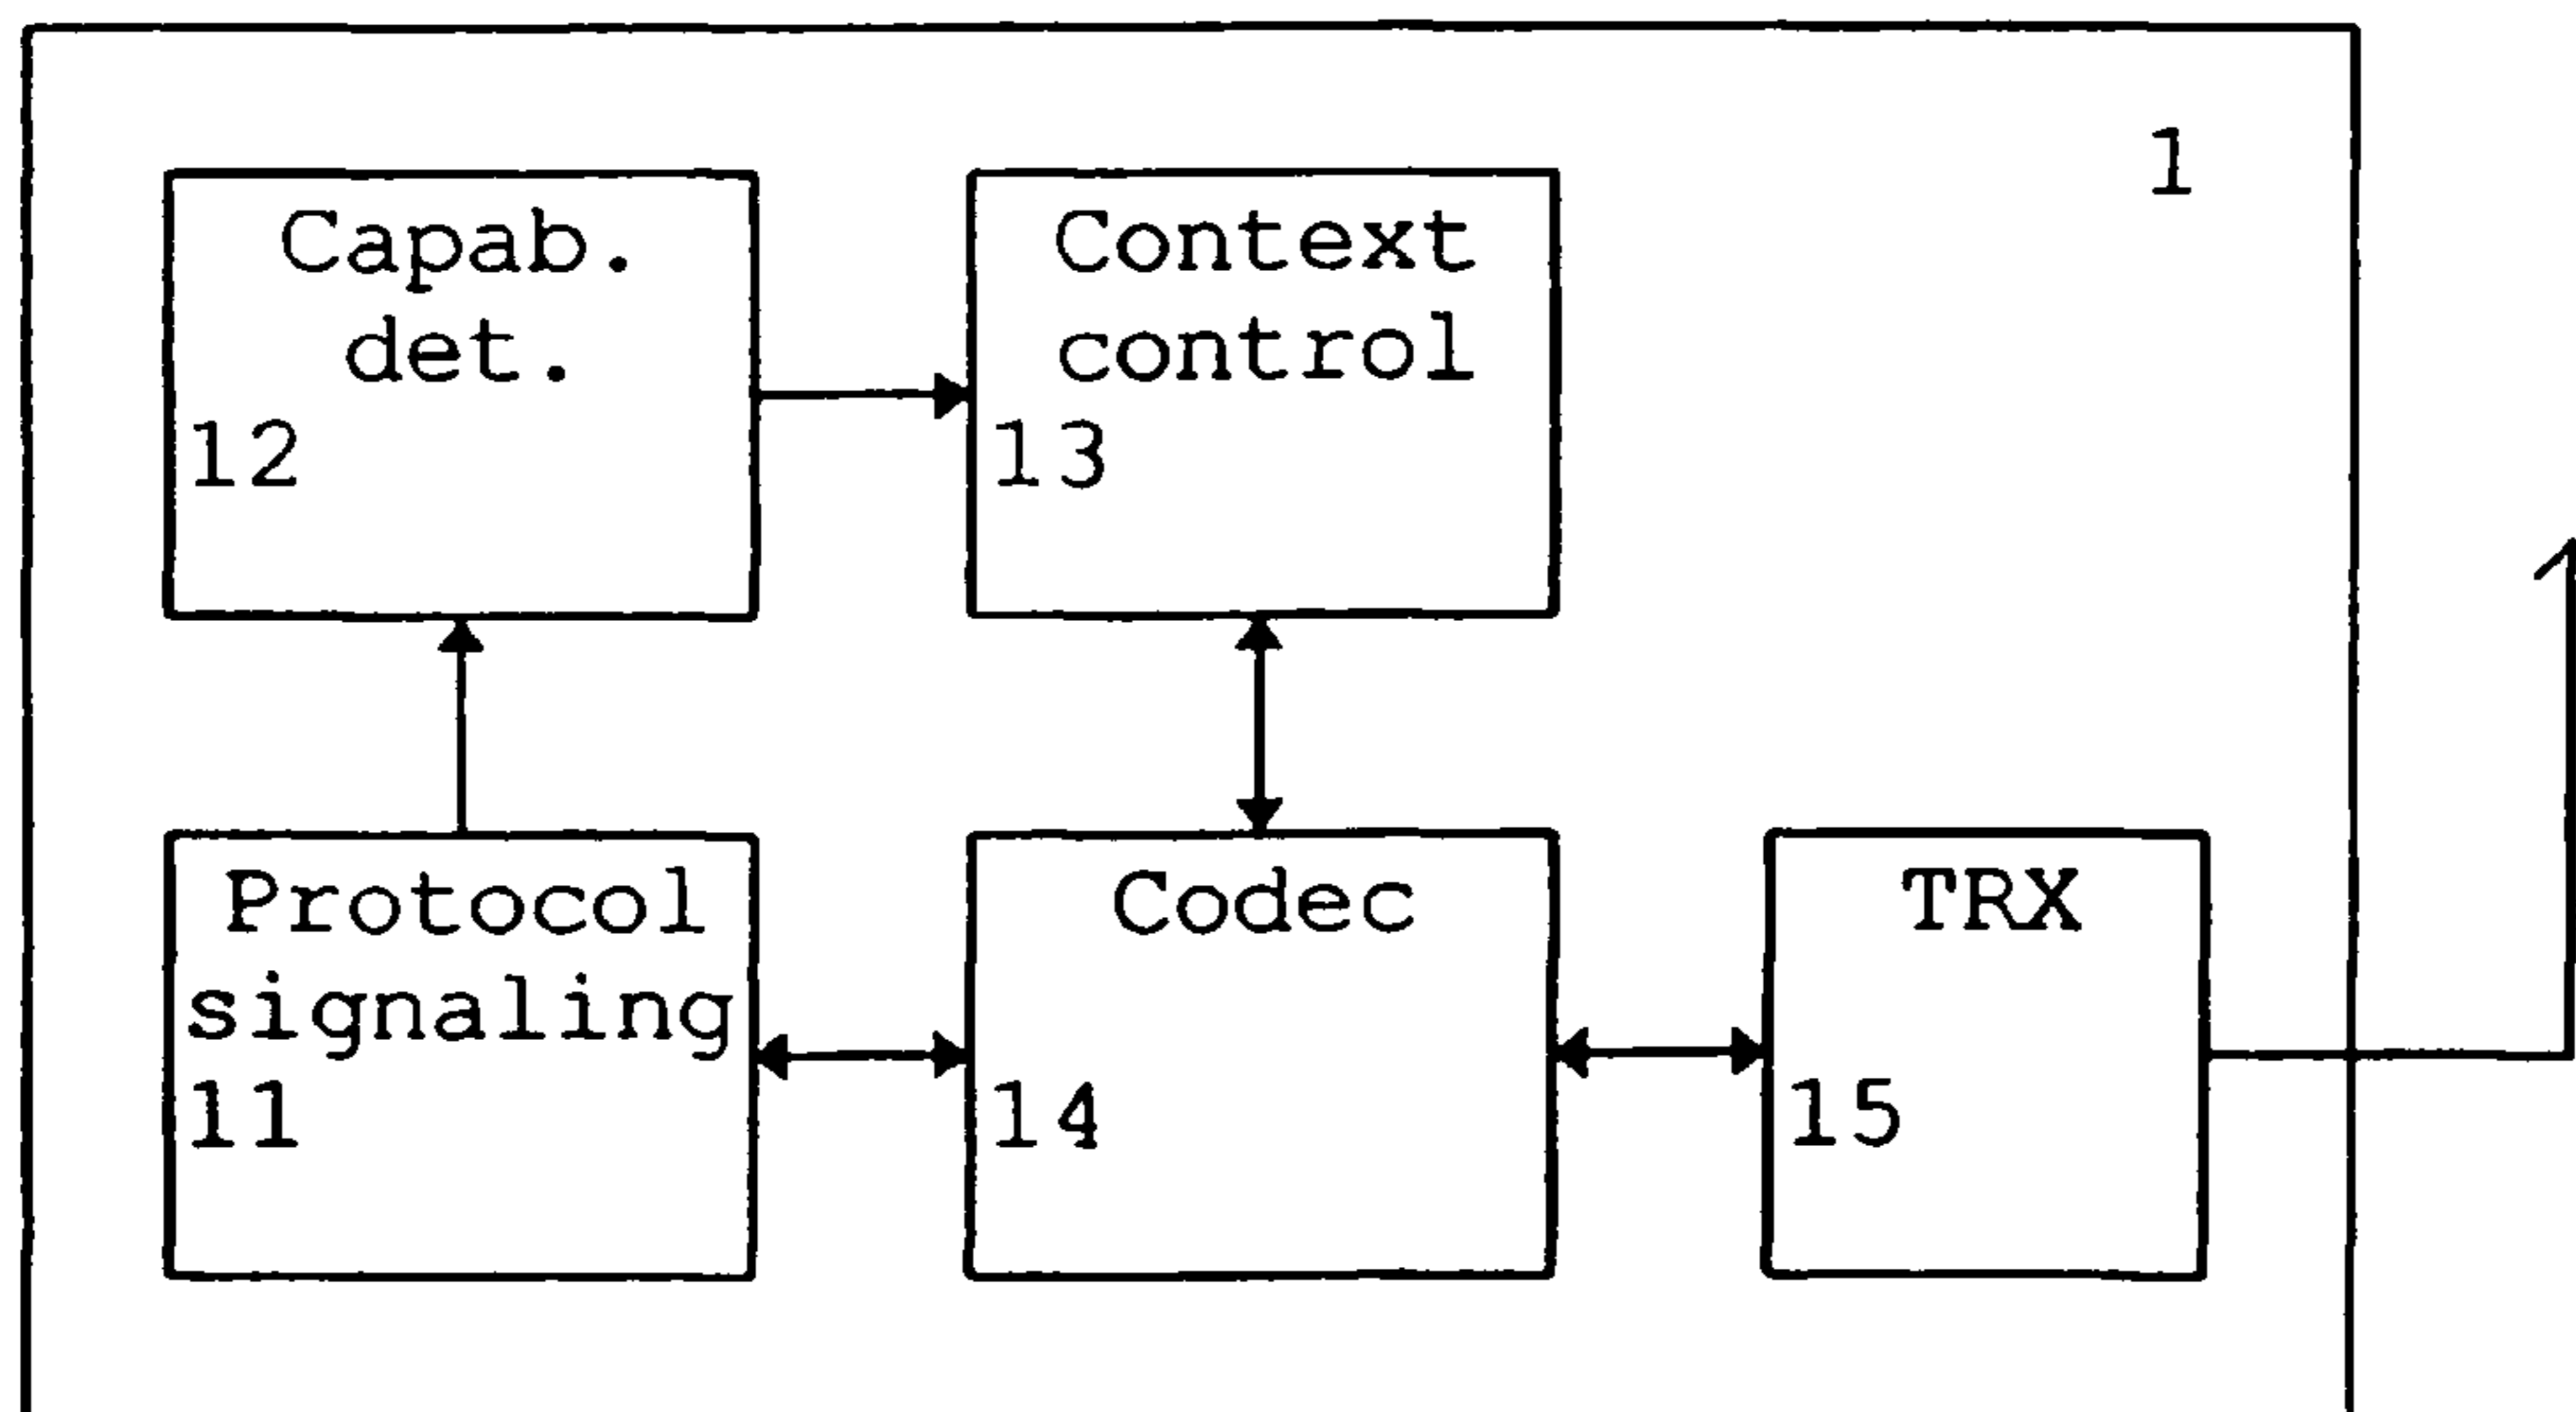 1
Capab.
det.
12
Context
control
13
Protocol
signaling
11
Codec
14
TRX
15